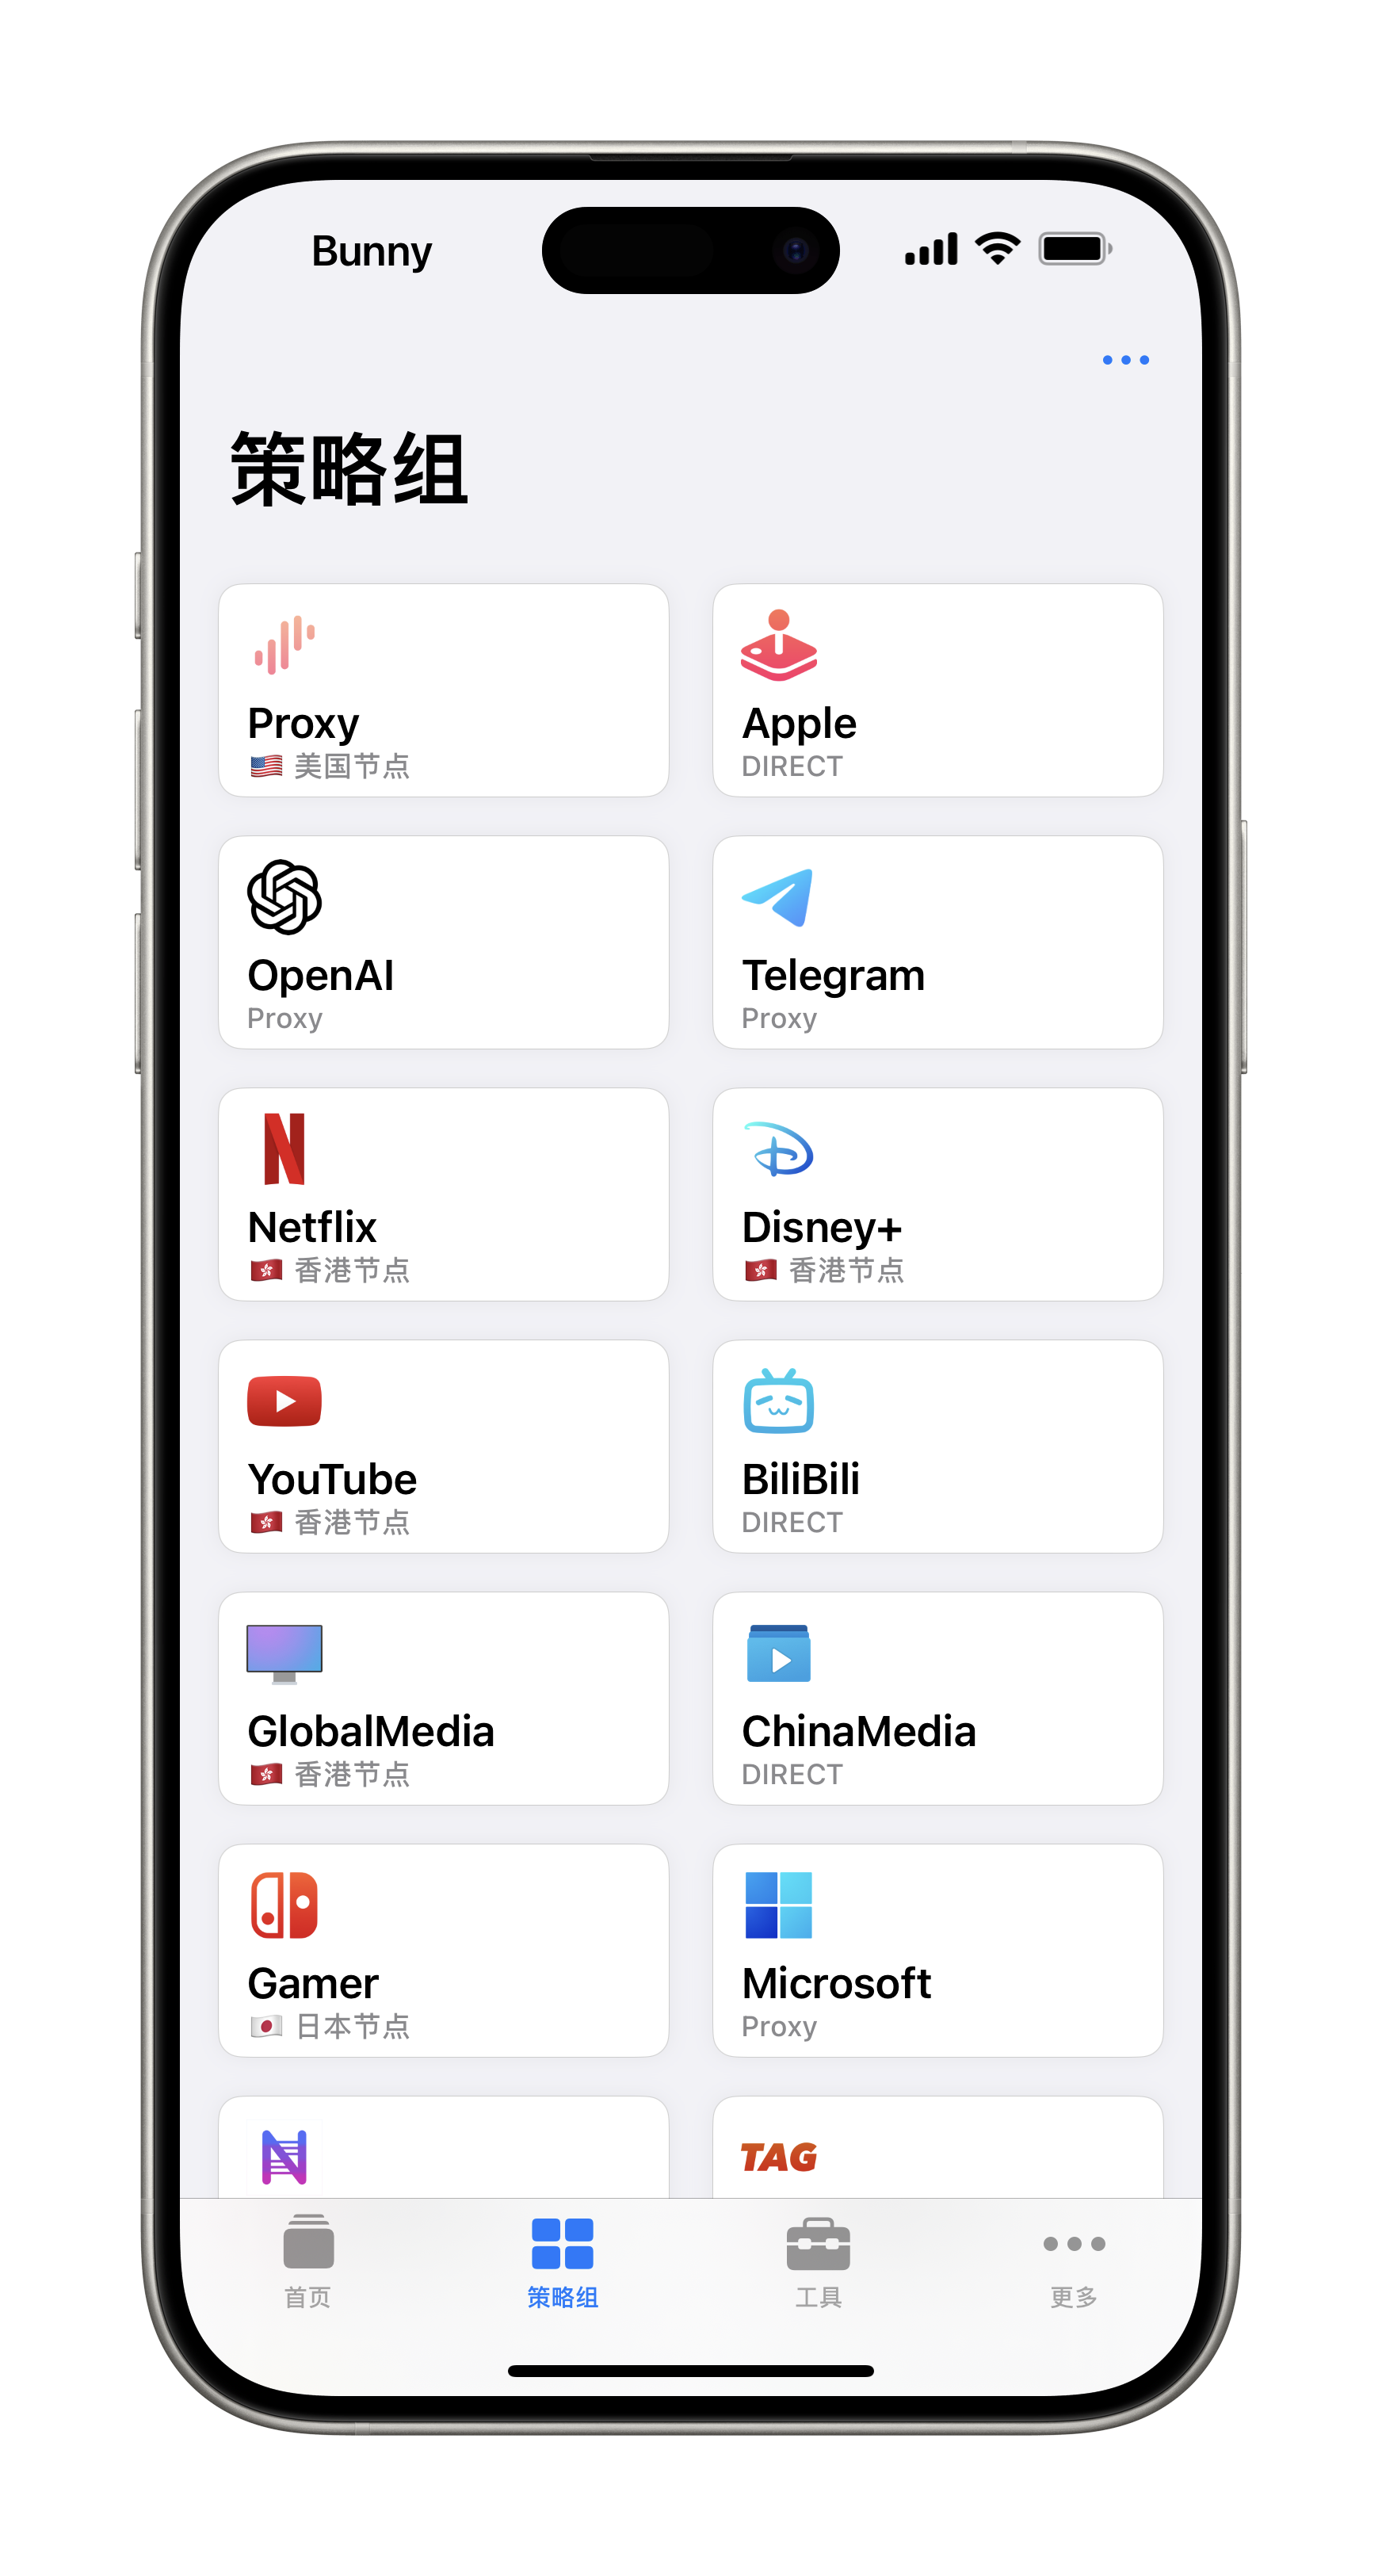 Bunny
策略组
Proxy
🇺🇸 美国节点
Apple
DIRECT
OpenAI
Proxy
Telegram
Proxy
Netflix
🇭🇰 香港节点
Disney+
🇭🇰 香港节点
YouTube
🇭🇰 香港节点
BiliBili
DIRECT
GlobalMedia
🇭🇰 香港节点
ChinaMedia
DIRECT
Gamer
🇯🇵 日本节点
Microsoft
Proxy
TAG
首页
策略组
工具
更多